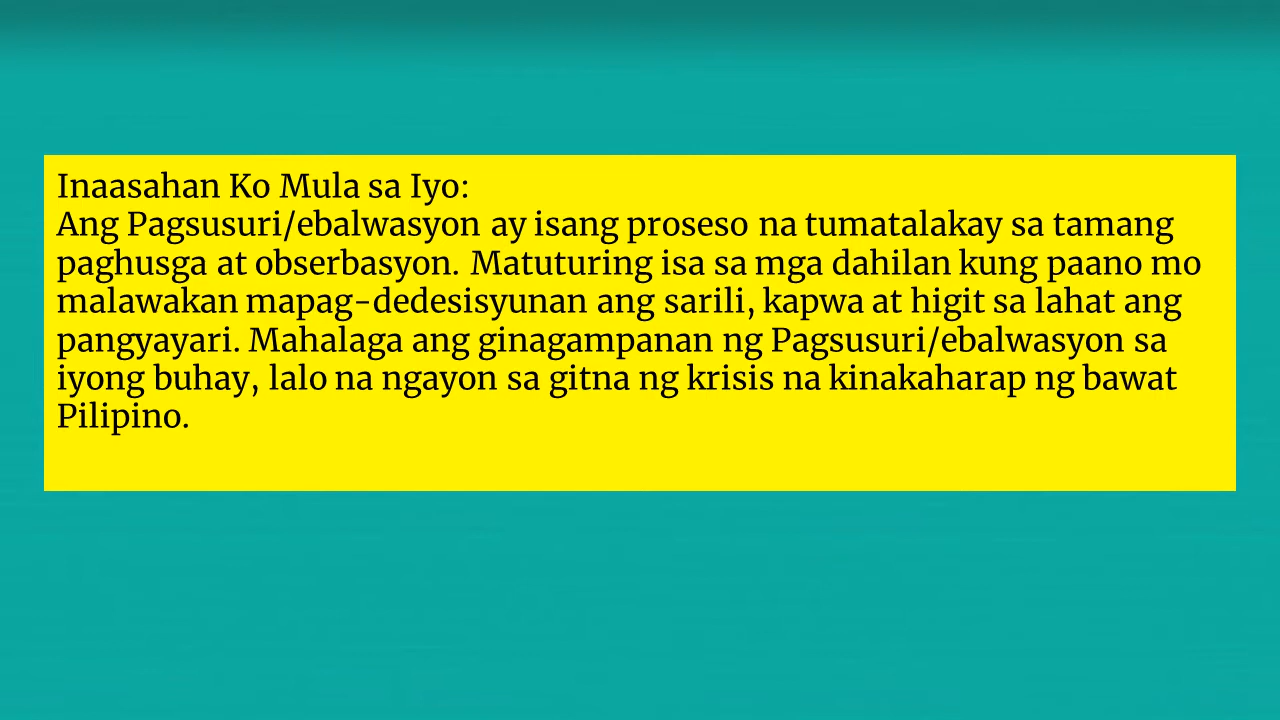 Inaasahan Ko Mula sa Iyo:
Ang Pagsusuri/ebalwasyon ay isang proseso na tumatalakay sa tamang
paghusga at obserbasyon. Matuturing isa sa mga dahilan kung paano mo
malawakan mapag-dedesisyunan ang sarili, kapwa at higit sa lahat ang
pangyayari. Mahalaga ang ginagampanan ng Pagsusuri/ebalwasyon sa
iyong buhay, lalo na ngayon sa gitna ng krisis na kinakaharap ng bawat
Pilipino.